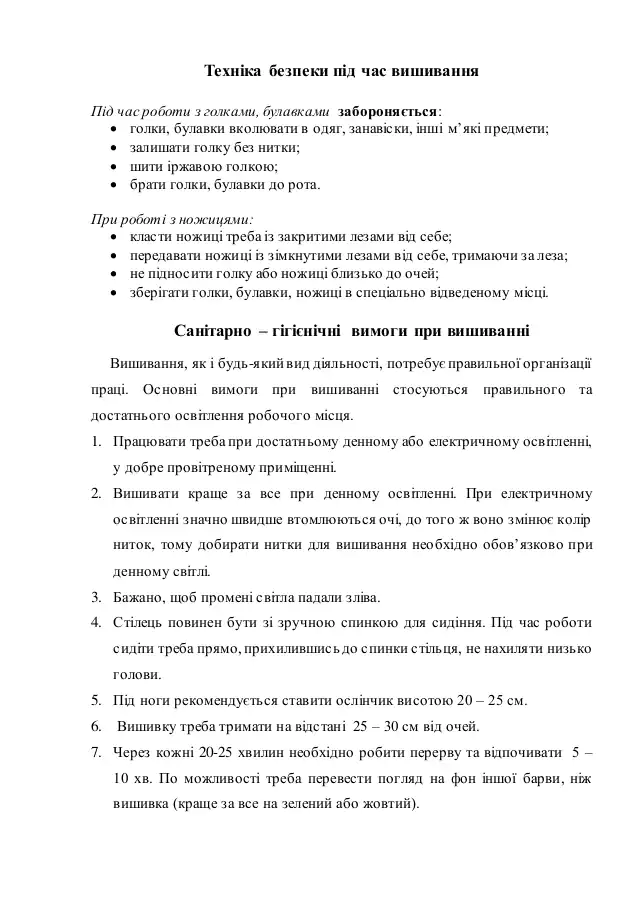 Техніка безпеки під час вишивання
Під час роботи з голками, булавками забороняється:
• голки, булавки вколювати в одяг, занавіски, інші м’які предмети;
• залишати голку без нитки;
• шити іржавою голкою;
• брати голки, булавки до рота.
При роботі з ножицями:
• класти ножиці треба із закритими лезами від себе;
• передавати ножиці із зімкнутими лезами від себе, тримаючи за леза;
• не підносити голку або ножиці близько до очей;
• зберігати голки, булавки, ножиці в спеціально відведеному місці.
Санітарно – гігієнічні вимоги при вишиванні
Вишивання, як і будь-який вид діяльності, потребує правильної організації
праці. Основні вимоги при вишиванні стосуються правильного та
достатнього освітлення робочого місця.
1. Працювати треба при достатньому денному або електричному освітленні,
у добре провітреному приміщенні.
2. Вишивати краще за все при денному освітленні. При електричному
освітленні значно швидше втомлюються очі, до того ж воно змінює колір
ниток, тому добирати нитки для вишивання необхідно обов’язково при
денному світлі.
3. Бажано, щоб промені світла падали зліва.
4. Стілець повинен бути зі зручною спинкою для сидіння. Під час роботи
сидіти треба прямо, прихилившись до спинки стільця, не нахиляти низько
голови.
5. Під ноги рекомендується ставити ослінчик висотою 20 – 25 см.
6. Вишивку треба тримати на відстані 25 – 30 см від очей.
7. Через кожні 20-25 хвилин необхідно робити перерву та відпочивати 5 –
10 хв. По можливості треба перевести погляд на фон іншої барви, ніж
вишивка (краще за все на зелений або жовтий).